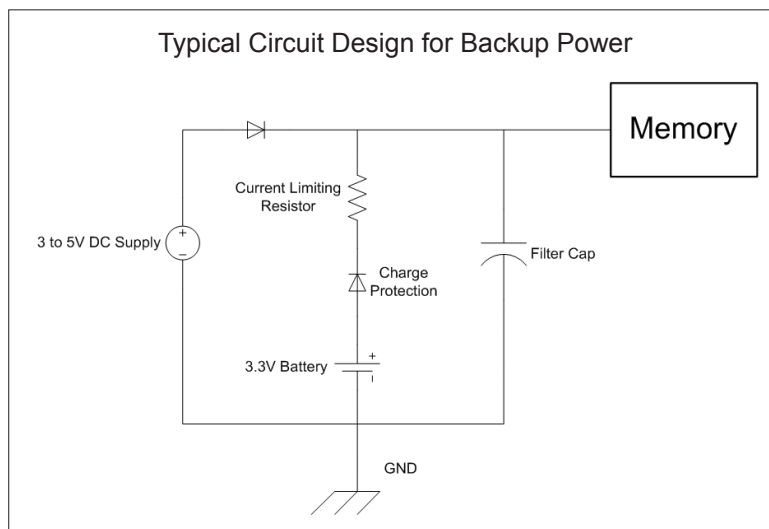 Typical Circuit Design for Backup Power
Memory
Current Limiting
Resistor
3 to 5V DC Supply
+
-
Filter Cap
Charge
Protection
3.3V Battery
+
-
GND